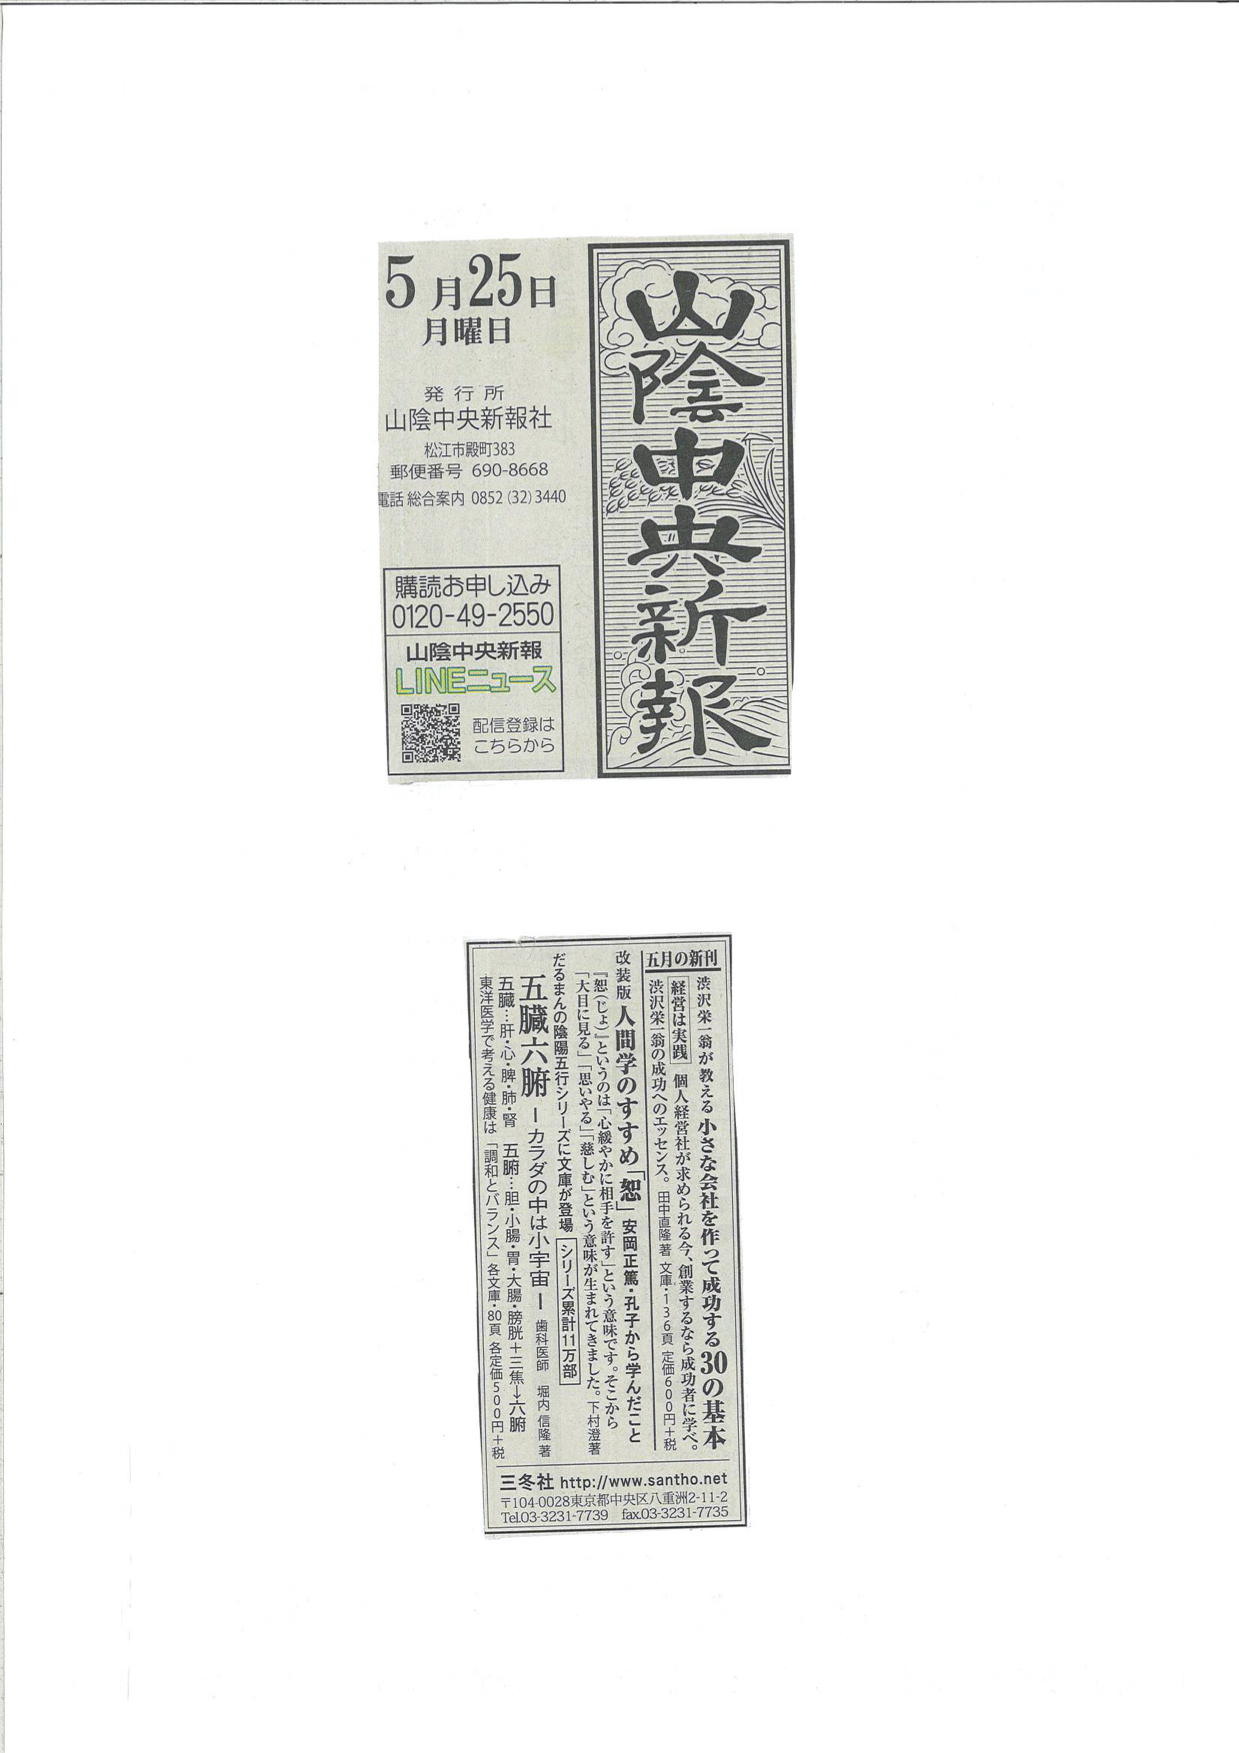 山陰中央新報
5月25日
月曜日
発行所
山陰中央新報社
松江市殿町383
郵便番号 690-8668
電話 総合案内 0852(32)3440
購読お申し込み
0120-49-2550
山陰中央新報
LINEニュース
配信登録は
こちらから
五月の新刊
渋沢栄一翁が教える 小さな会社を作って成功する30の基本
経営は実践 個人経営社が求められる今、創業するなら成功者に学べ。
渋沢栄一翁の成功へのエッセンス。 田中直隆 著 文庫・136頁 定価600円+税
改装版 人間学のすすめ「恕」 安岡正篤・孔子から学んだこと
『恕(じょ)』というのは「心緩やかに相手を許す」という意味です。そこから
「大目に見る」「思いやる」「慈しむ」という意味が生まれてきました。下村澄著
だるまんの陰陽五行シリーズに文庫が登場 シリーズ累計11万部
五臓六腑 ーカラダの中は小宇宙ー 歯科医師 堀内信隆 著
五臓…肝・心・脾・肺・腎 五腑…胆・小腸・胃・大腸・膀胱+三焦→六腑
東洋医学で考える健康は「調和とバランス」各文庫・80頁 各定価500円+税
三冬社 http://www.santho.net
〒104-0028東京都中央区八重洲2-11-2
Tel.03-3231-7739 fax.03-3231-7735